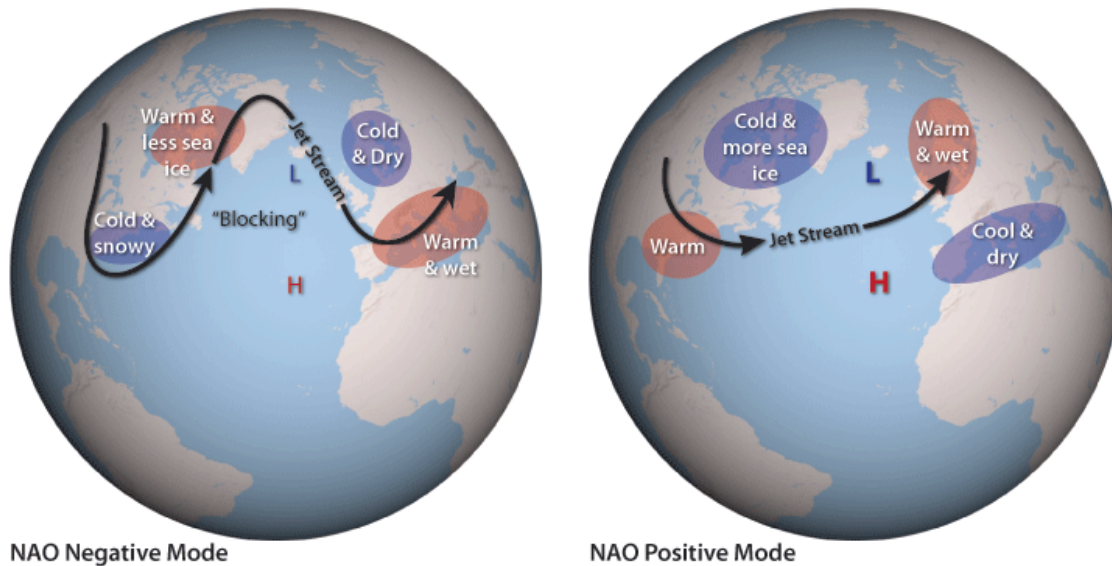 Warm &
less sea
ice
Cold &
snowy
Jet Stream
"Blocking"
L
H
Cold
& Dry
Warm
& wet
NAO Negative Mode
Cold &
more sea
ice
Warm
Jet Stream
L
H
Warm
& wet
Cool &
dry
NAO Positive Mode